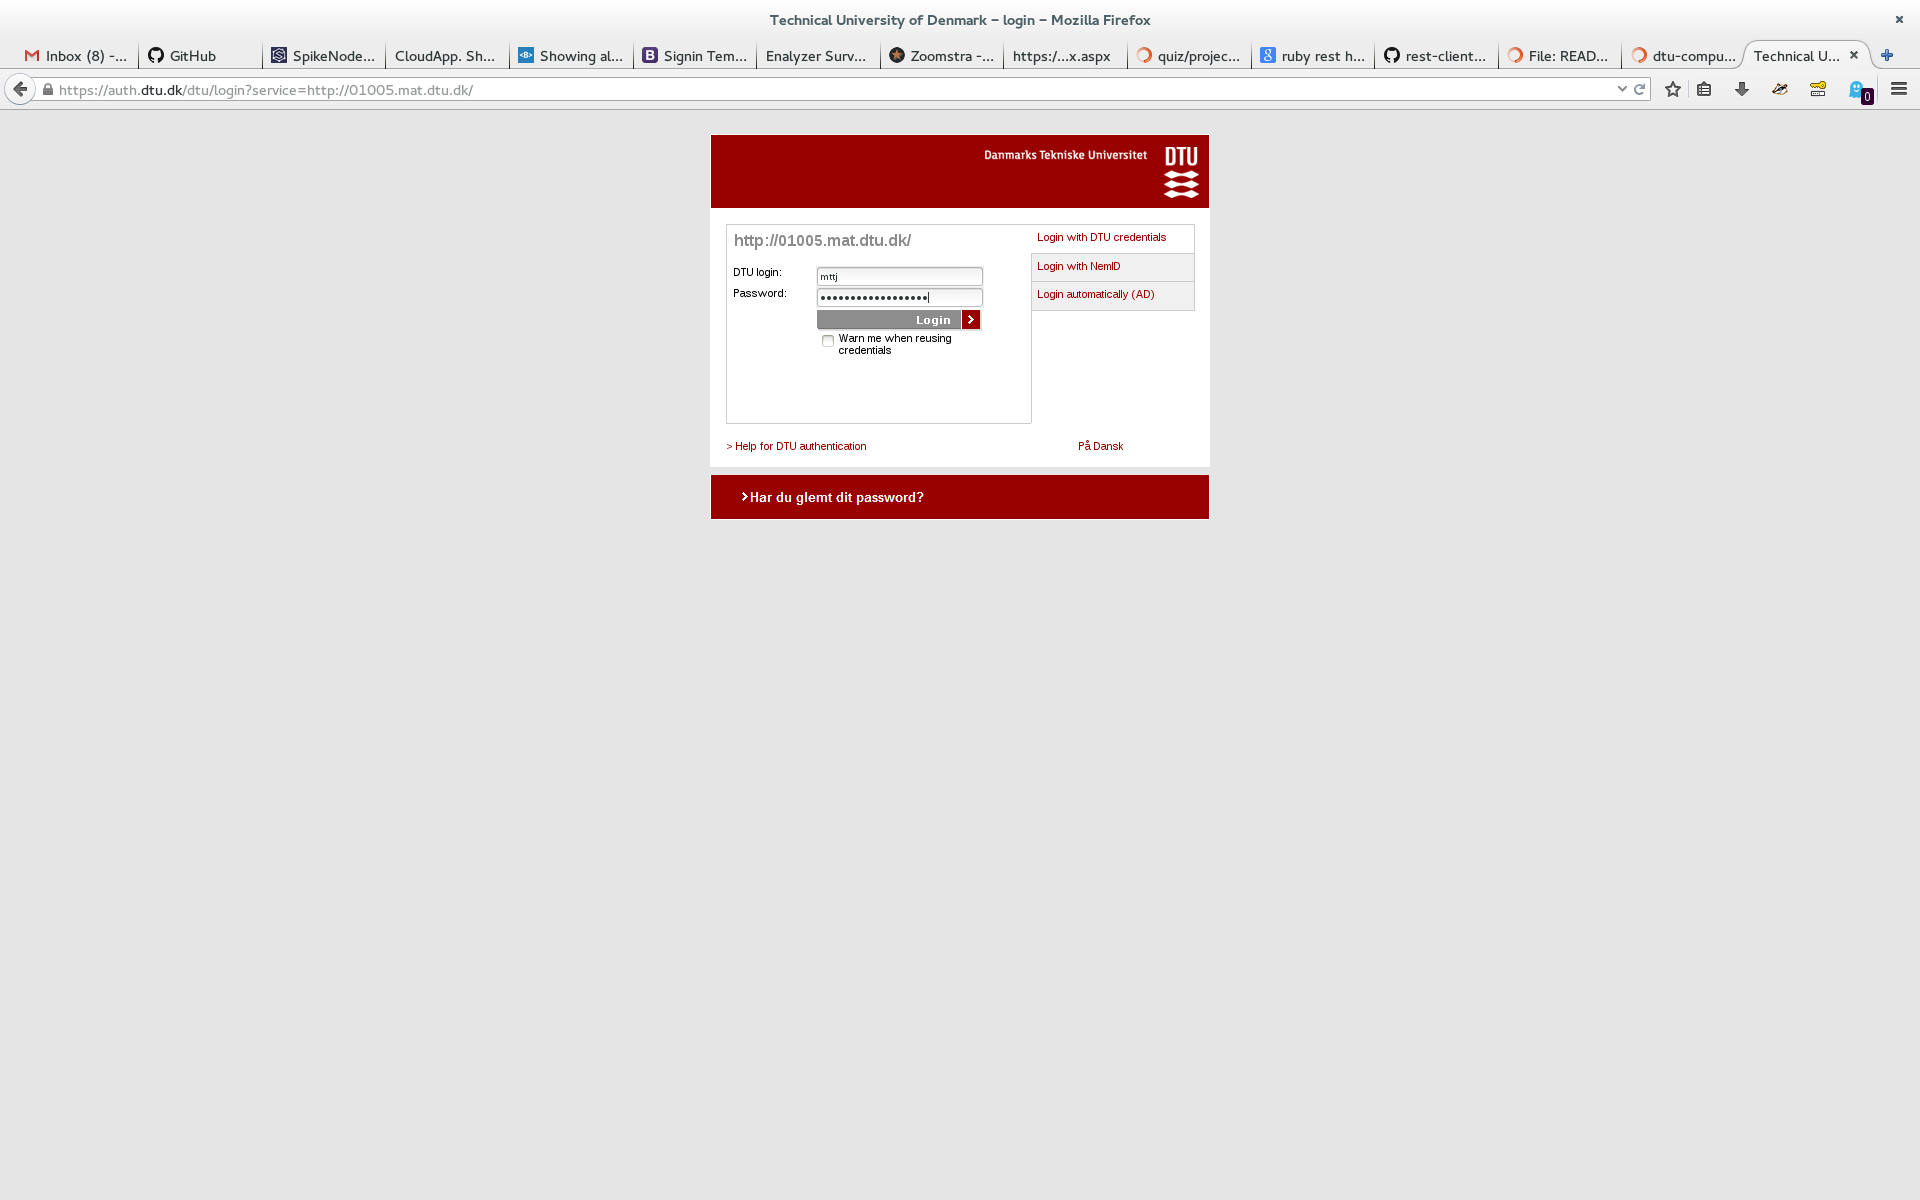 Technical University of Denmark - login - Mozilla Firefox
Inbox (8) -...
GitHub
SpikeNode...
CloudApp. Sh...
Showing al...
Signin Tem...
Enalyzer Surv...
Zoomstra -...
https:/...x.aspx
quiz/projec...
ruby rest h...
rest-client...
File: READ...
dtu-compu...
Technical U...
https://auth.dtu.dk/dtu/login?service=http://01005.mat.dtu.dk/
0
Danmarks Tekniske Universitet
DTU
http://01005.mat.dtu.dk/
DTU login:
mttj
Password:
••••••••••••••••••
Login
Warn me when reusing
credentials
Login with DTU credentials
Login with NemID
Login automatically (AD)
> Help for DTU authentication
På Dansk
Har du glemt dit password?